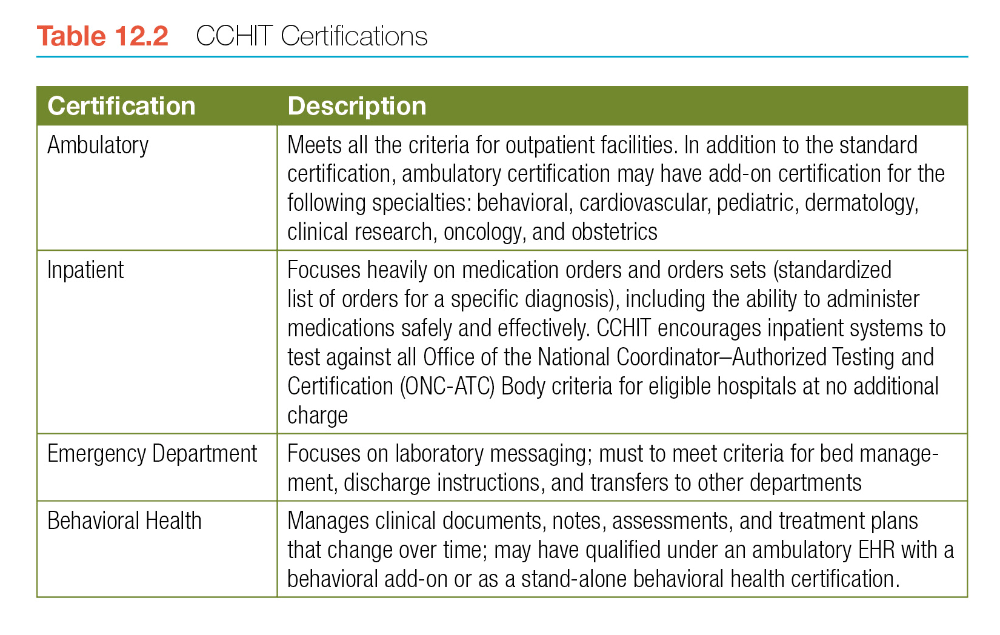 Table 12.2 CCHIT Certifications
Certification Description
Ambulatory Meets all the criteria for outpatient facilities. In addition to the standard
certification, ambulatory certification may have add-on certification for the
following specialties: behavioral, cardiovascular, pediatric, dermatology,
clinical research, oncology, and obstetrics
Inpatient Focuses heavily on medication orders and orders sets (standardized
list of orders for a specific diagnosis), including the ability to administer
medications safely and effectively. CCHIT encourages inpatient systems to
test against all Office of the National Coordinator–Authorized Testing and
Certification (ONC-ATC) Body criteria for eligible hospitals at no additional
charge
Emergency Department Focuses on laboratory messaging; must to meet criteria for bed manage-
ment, discharge instructions, and transfers to other departments
Behavioral Health Manages clinical documents, notes, assessments, and treatment plans
that change over time; may have qualified under an ambulatory EHR with a
behavioral add-on or as a stand-alone behavioral health certification.